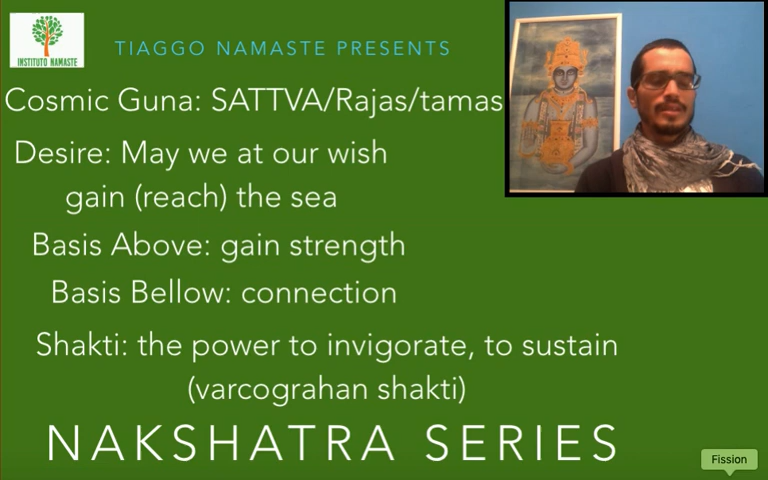 INSTITUTO NAMASTE
TIAGGO NAMASTE PRESENTS
Cosmic Guna: SATTVA/Rajas/tamas
Desire: May we at our wish
gain (reach) the sea
Basis Above: gain strength
Basis Bellow: connection
Shakti: the power to invigorate, to sustain
(varcograhan shakti)
NAKSHATRA SERIES
Fission